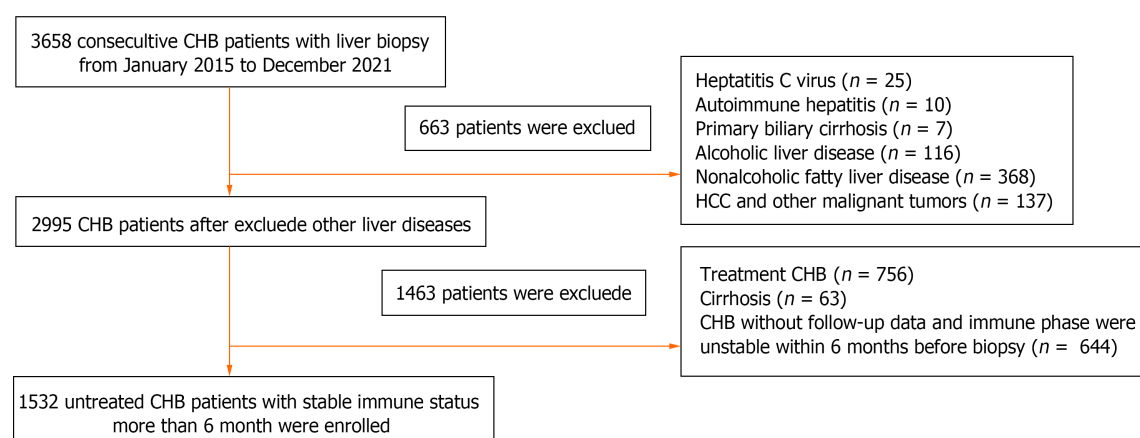 3658 consecutive CHB patients with liver biopsy
from January 2015 to December 2021
663 patients were exclued
Heptatitis C virus (n = 25)
Autoimmune hepatitis (n = 10)
Primary biliary cirrhosis (n = 7)
Alcoholic liver disease (n = 116)
Nonalcoholic fatty liver disease (n = 368)
HCC and other malignant tumors (n = 137)
2995 CHB patients after excluede other liver diseases
1463 patients were excluede
Treatment CHB (n = 756)
Cirrhosis (n = 63)
CHB without follow-up data and immune phase were
unstable within 6 months before biopsy (n = 644)
1532 untreated CHB patients with stable immune status
more than 6 month were enrolled